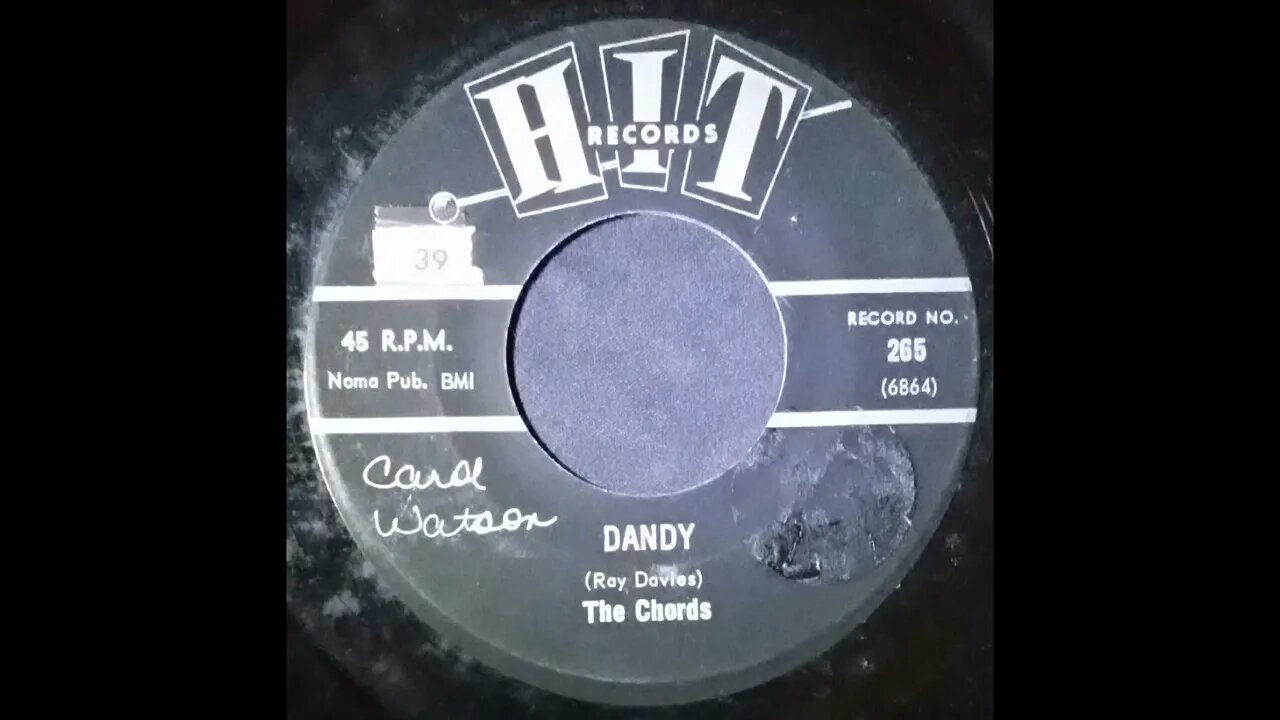 HIT
RECORDS
39
45 R.P.M.
Noma Pub. BMI
RECORD NO.
265
(6864)
Carol
Watson
DANDY
(Ray Davies)
The Chords